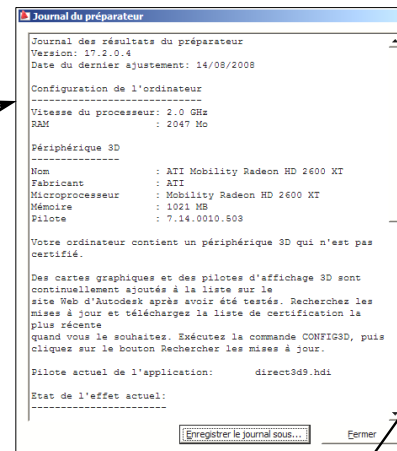 Journal du préparateur
Journal des résultats du préparateur
Version: 17.2.0.4
Date du dernier ajustement: 14/08/2008
Configuration de l'ordinateur
-----------------------------
Vitesse du processeur: 2.0 GHz
RAM : 2047 Mo
Périphérique 3D
---------------
Nom : ATI Mobility Radeon HD 2600 XT
Fabricant : ATI
Microprocesseur : Mobility Radeon HD 2600 XT
Mémoire : 1021 MB
Pilote : 7.14.0010.503
Votre ordinateur contient un périphérique 3D qui n'est pas
certifié.
Des cartes graphiques et des pilotes d'affichage 3D sont
continuellement ajoutés à la liste sur le
site Web d'Autodesk après avoir été testés. Recherchez les
mises à jour et téléchargez la liste de certification la
plus récente
quand vous le souhaitez. Exécutez la commande CONFIG3D, puis
cliquez sur le bouton Rechercher les mises à jour.
Pilote actuel de l'application: direct3d9.hdi
Etat de l'effet actuel:
-----------------------
Enregistrer le journal sous... Fermer